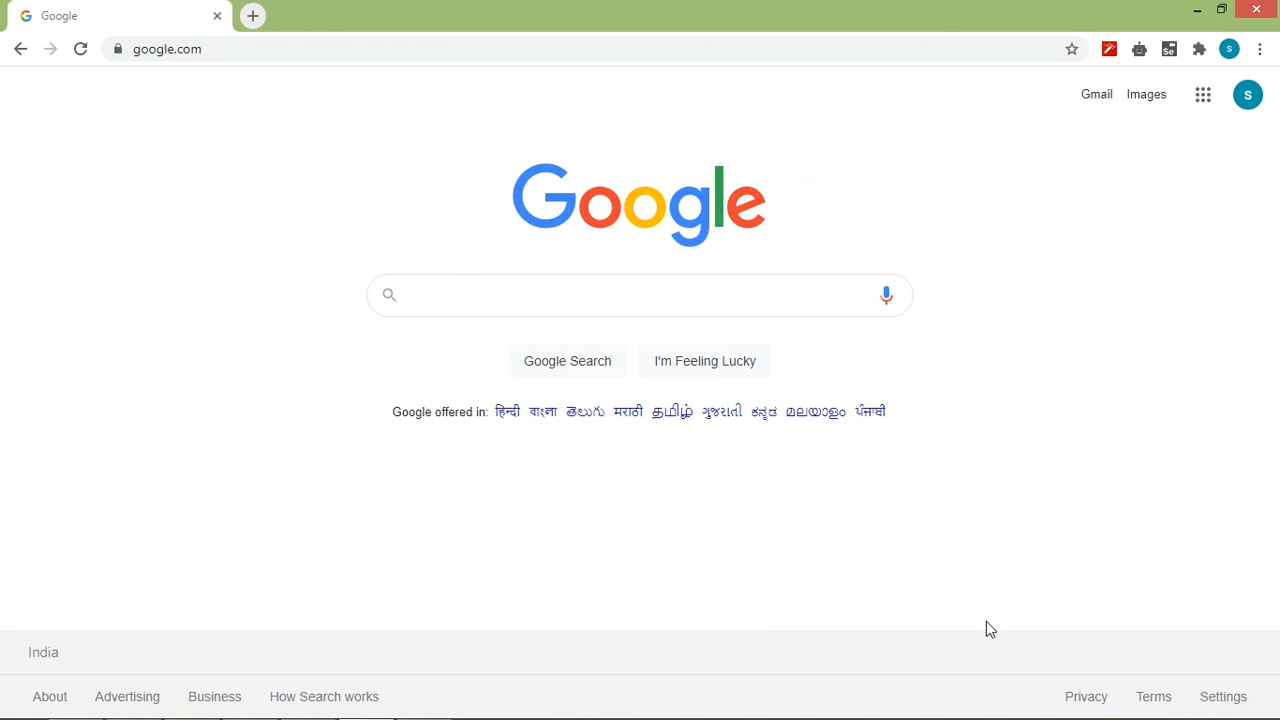 Google
google.com
Se
S
Gmail Images
S
Google
Google Search I'm Feeling Lucky
Google offered in: हिन्दी বাংলা తెలుగు मराठी தமிழ் ગુજરાતી ಕನ್ನಡ മലയാളം ਪੰਜਾਬੀ
India
About Advertising Business How Search works Privacy Terms Settings